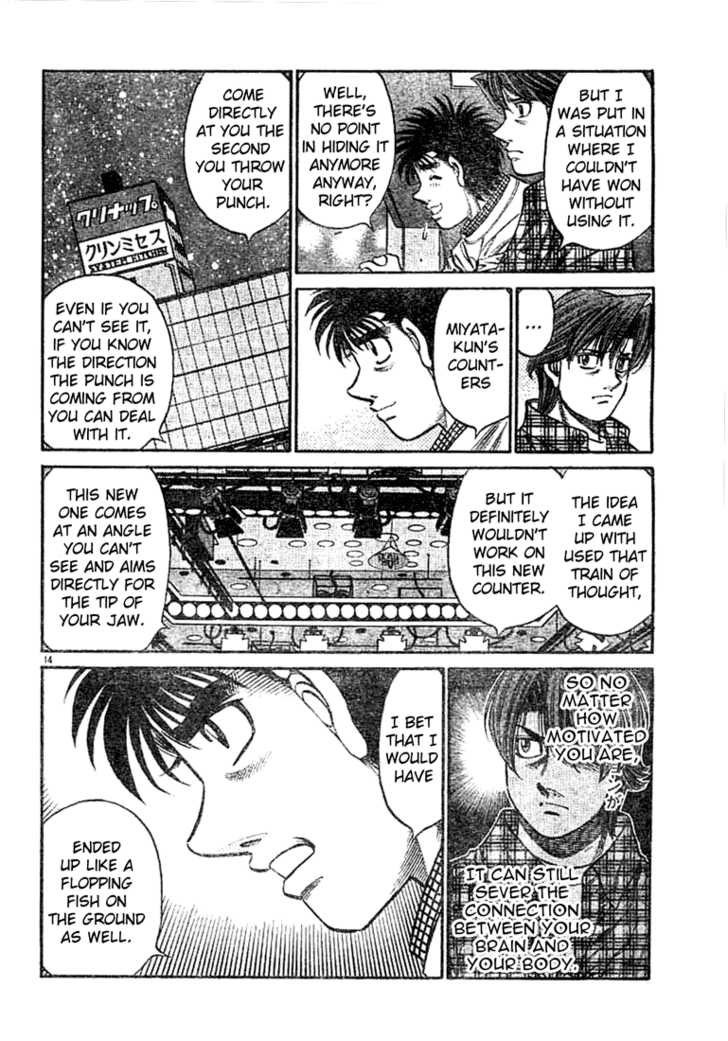 BUT I
WAS PUT IN
A SITUATION
WHERE I
COULDN'T
HAVE WON
WITHOUT
USING IT.
WELL,
THERE'S
NO POINT
IN HIDING IT
ANYMORE
ANYWAY,
RIGHT?
COME
DIRECTLY
AT YOU THE
SECOND
YOU THROW
YOUR
PUNCH.
クリナップ
クリンミセス
SYSTEM KITCHEN
EVEN IF YOU
CAN'T SEE IT,
IF YOU KNOW
THE DIRECTION
THE PUNCH IS
COMING FROM
YOU CAN DEAL
WITH IT.
...
MIYATA-
KUN'S
COUNT-
ERS
THE IDEA
I CAME
UP WITH
USED THAT
TRAIN OF
THOUGHT,
BUT IT
DEFINITELY
WOULDN'T
WORK ON
THIS NEW
COUNTER.
THIS NEW
ONE COMES
AT AN ANGLE
YOU CAN'T
SEE AND AIMS
DIRECTLY FOR
THE TIP OF
YOUR JAW.
14
SO NO
MATTER
HOW
MOTIVATED
YOU ARE,
IT CAN STILL
SEVER THE
CONNECTION
BETWEEN YOUR
BRAIN AND
YOUR BODY.
I BET
THAT I
WOULD
HAVE
ENDED
UP LIKE A
FLOPPING
FISH ON
THE GROUND
AS WELL.